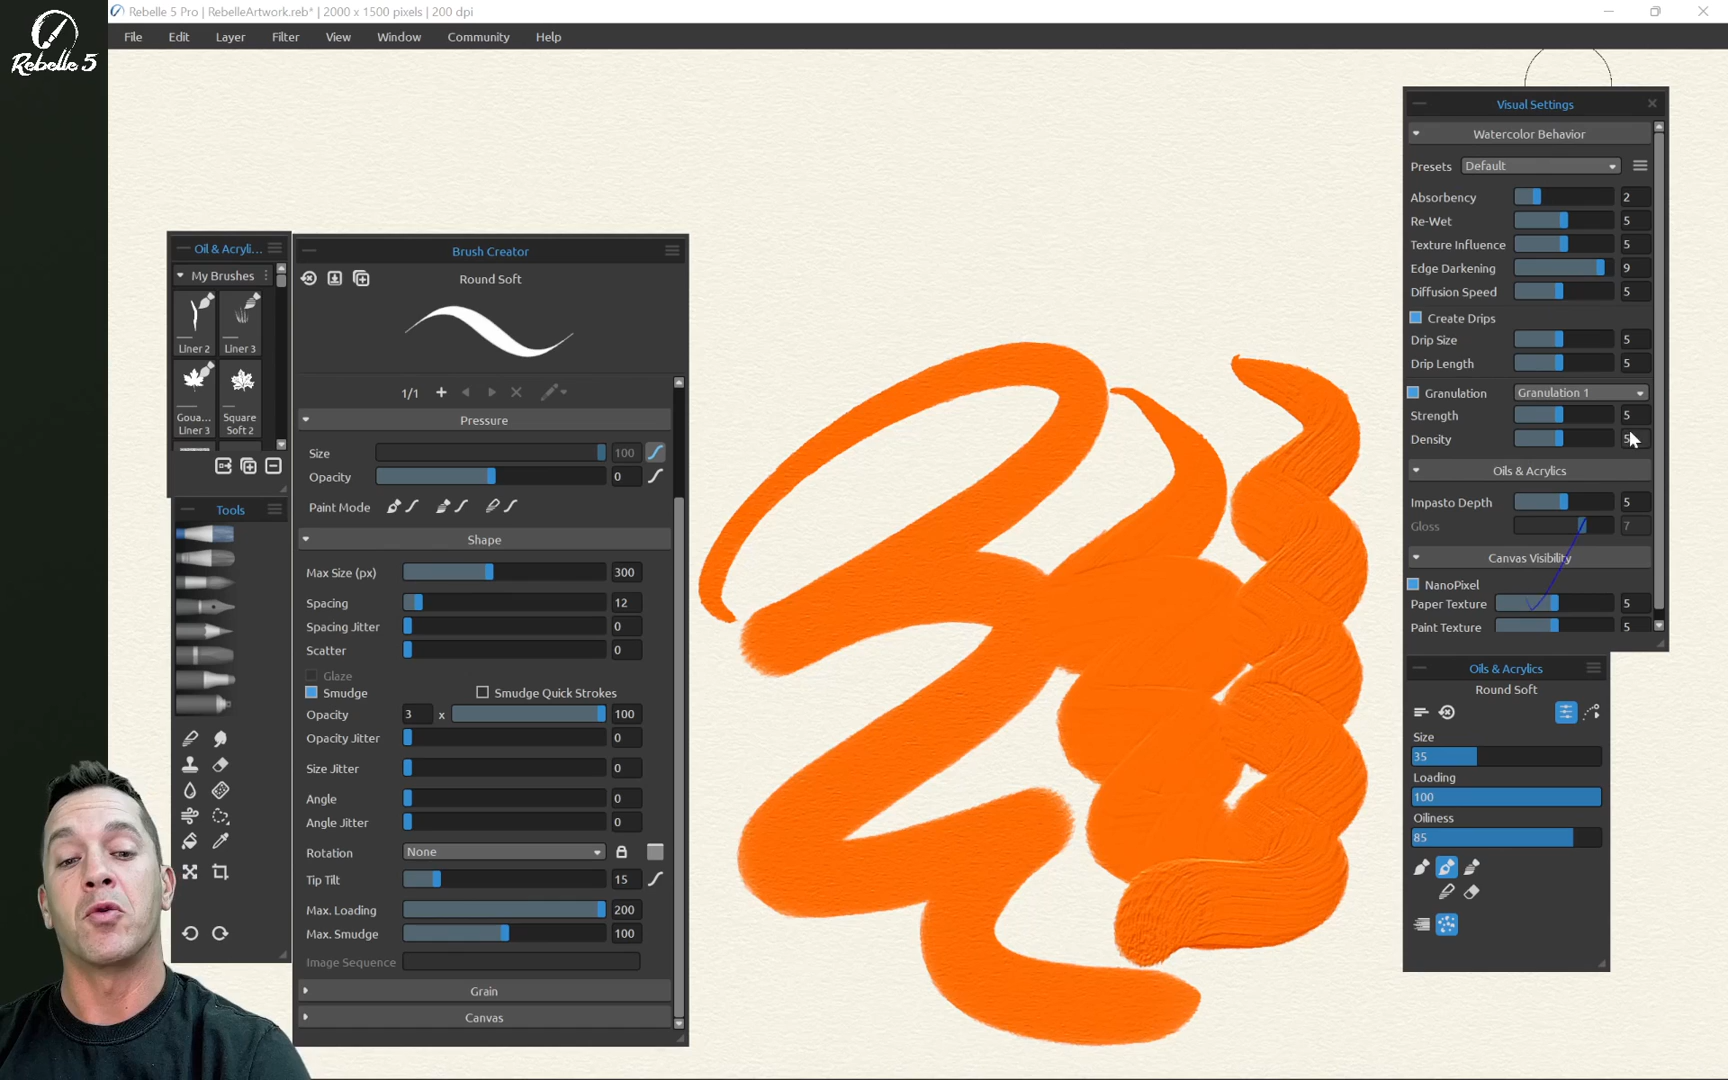 Rebelle 5 Pro | RebelleArtwork.reb* | 2000 x 1500 pixels | 200 dpi
Rebelle 5
File Edit Layer Filter View Window Community Help
Oil & Acryli...
My Brushes
Liner 2 Liner 3
Goua... Liner 3
Square Soft 2
Tools
Brush Creator
Round Soft
1/1
Pressure
Size 100
Opacity 0
Paint Mode
Shape
Max Size (px) 300
Spacing 12
Spacing Jitter 0
Scatter 0
Glaze
Smudge Smudge Quick Strokes
Opacity 3 x 100
Opacity Jitter 0
Size Jitter 0
Angle 0
Angle Jitter 0
Rotation None
Tip Tilt 15
Max. Loading 200
Max. Smudge 100
Image Sequence
Grain
Canvas
Visual Settings
Watercolor Behavior
Presets Default
Absorbency 2
Re-Wet 5
Texture Influence 5
Edge Darkening 9
Diffusion Speed 5
Create Drips
Drip Size 5
Drip Length 5
Granulation Granulation 1
Strength 5
Density 5
Oils & Acrylics
Impasto Depth 5
Gloss 7
Canvas Visibility
NanoPixel
Paper Texture 5
Paint Texture 5
Oils & Acrylics
Round Soft
Size
35
Loading
100
Oiliness
85